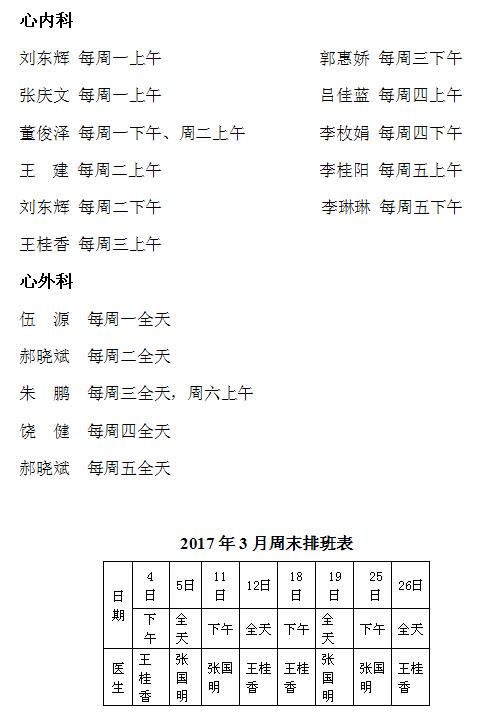 心内科
刘东辉 每周一上午 郭惠娇 每周三下午
张庆文 每周一上午 吕佳蓝 每周四上午
董俊泽 每周一下午、周二上午 李枚娟 每周四下午
王 建 每周二上午 李桂阳 每周五上午
刘东辉 每周二下午 李琳琳 每周五下午
王桂香 每周三上午
心外科
伍 源 每周一全天
郝晓斌 每周二全天
朱 鹏 每周三全天，周六上午
饶 健 每周四全天
郝晓斌 每周五全天
2017 年 3 月周末排班表
日期 4日 5日 11日 12日 18日 19日 25日 26日
下午 全天 下午 全天 下午 全天 下午 全天
医生 王桂香 张国明 张国明 王桂香 王桂香 张国明 张国明 王桂香